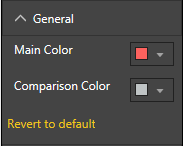 General
Main Color
Comparison Color
Revert to default